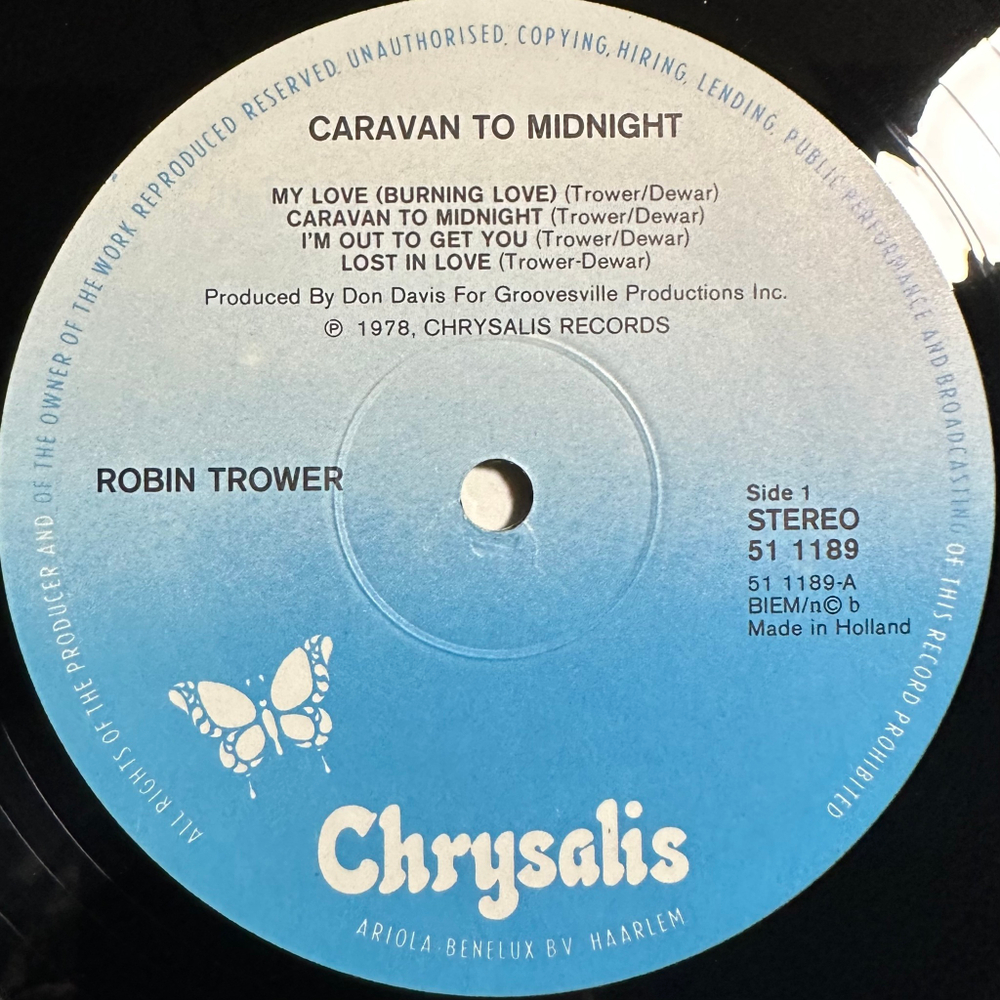 ALL RIGHTS OF THE PRODUCER AND OF THE OWNER OF THE WORK REPRODUCED RESERVED. UNAUTHORISED, COPYING, HIRING, LENDING, PUBLIC PERFORMANCE AND BROADCASTING OF THIS RECORD PROHIBITED
CARAVAN TO MIDNIGHT
MY LOVE (BURNING LOVE) (Trower/Dewar)
CARAVAN TO MIDNIGHT (Trower/Dewar)
I'M OUT TO GET YOU (Trower/Dewar)
LOST IN LOVE (Trower-Dewar)
Produced By Don Davis For Groovesville Productions Inc.
℗ 1978, CHRYSALIS RECORDS
ROBIN TROWER
Side 1
STEREO
51 1189
51 1189-A
BIEM/n© b
Made in Holland
Chrysalis
ARIOLA-BENELUX BV HAARLEM